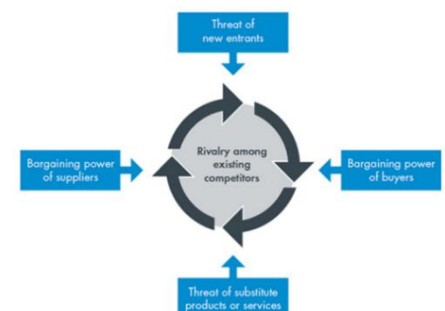 Threat of
new entrants
Bargaining power
of suppliers
Rivalry among
existing
competitors
Bargaining power
of buyers
Threat of substitute
products or services